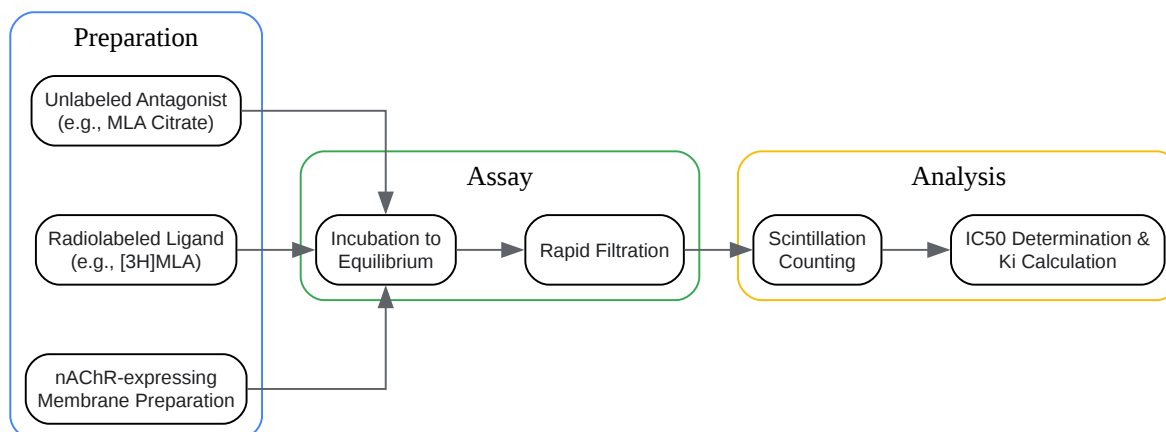 Preparation
Unlabeled Antagonist
(e.g., MLA Citrate)
Radiolabeled Ligand
(e.g., [3H]MLA)
nAChR-expressing
Membrane Preparation
Assay
Incubation to
Equilibrium
Rapid Filtration
Analysis
Scintillation
Counting
IC50 Determination &
Ki Calculation